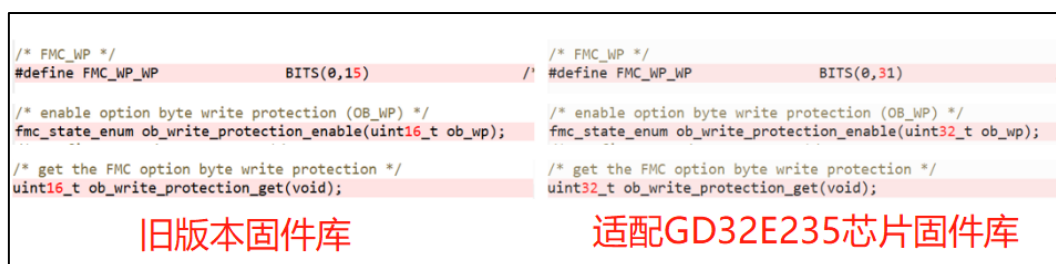 /* FMC_WP */
#define FMC_WP_WP BITS(0,15) /*
/* enable option byte write protection (OB_WP) */
fmc_state_enum ob_write_protection_enable(uint16_t ob_wp);
/* get the FMC option byte write protection */
uint16_t ob_write_protection_get(void);
旧版本固件库
/* FMC_WP */
#define FMC_WP_WP BITS(0,31)
/* enable option byte write protection (OB_WP) */
fmc_state_enum ob_write_protection_enable(uint32_t ob_wp);
/* get the FMC option byte write protection */
uint32_t ob_write_protection_get(void);
适配GD32E235芯片固件库